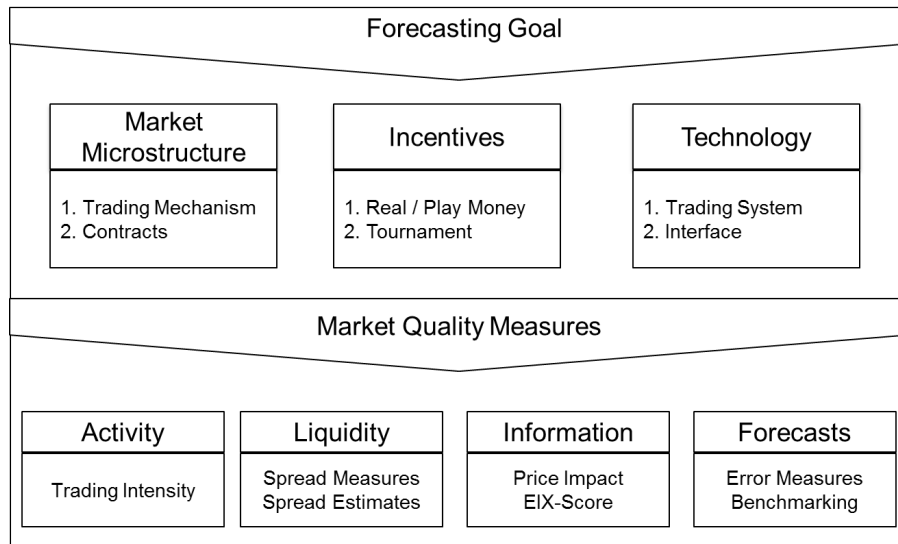 Forecasting Goal
Market
Microstructure
1. Trading Mechanism
2. Contracts
Incentives
1. Real / Play Money
2. Tournament
Technology
1. Trading System
2. Interface
Market Quality Measures
Activity
Trading Intensity
Liquidity
Spread Measures
Spread Estimates
Information
Price Impact
EIX-Score
Forecasts
Error Measures
Benchmarking